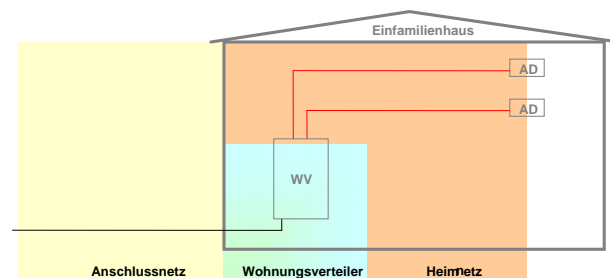 Einfamilienhaus
AD
AD
WV
Anschlussnetz Wohnungsverteiler Heimnetz